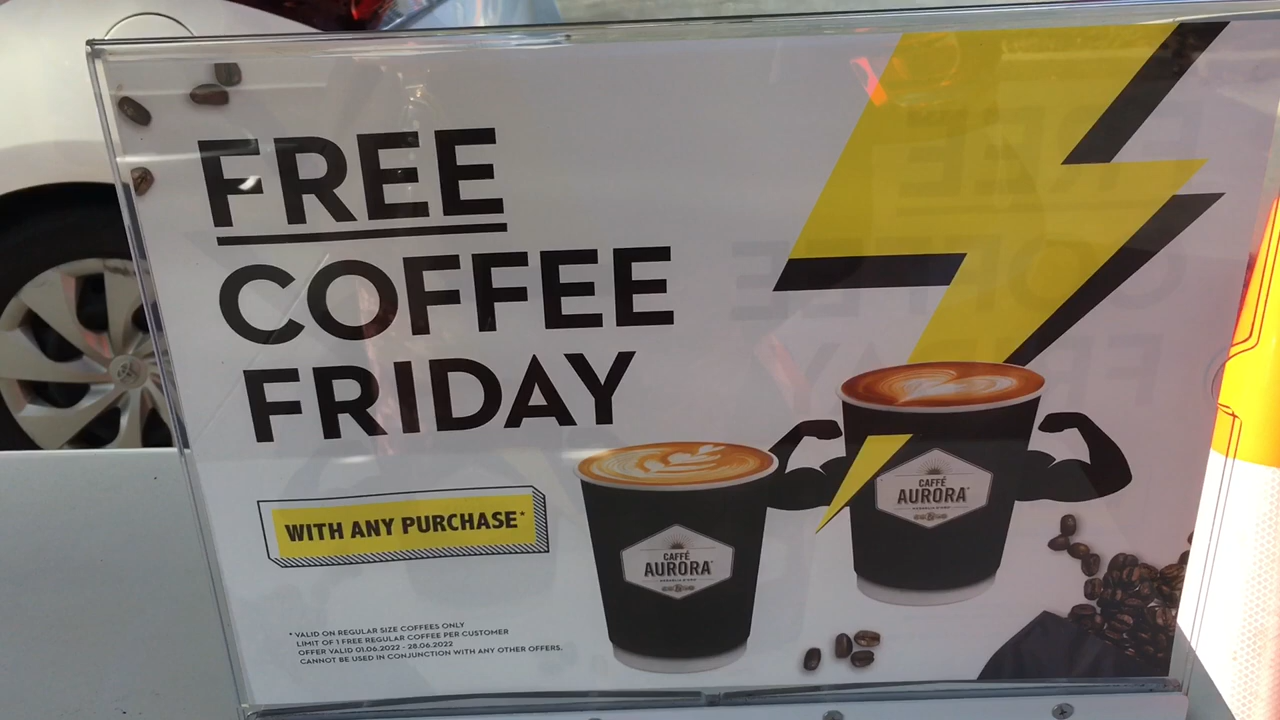 FREE
COFFEE
FRIDAY
WITH ANY PURCHASE*
* VALID ON REGULAR SIZE COFFEES ONLY
LIMIT OF 1 FREE REGULAR COFFEE PER CUSTOMER
OFFER VALID 01.06.2022 - 28.06.2022
CANNOT BE USED IN CONJUNCTION WITH ANY OTHER OFFERS.
CAFFÉ
AURORA
CAFFÉ
AURORA